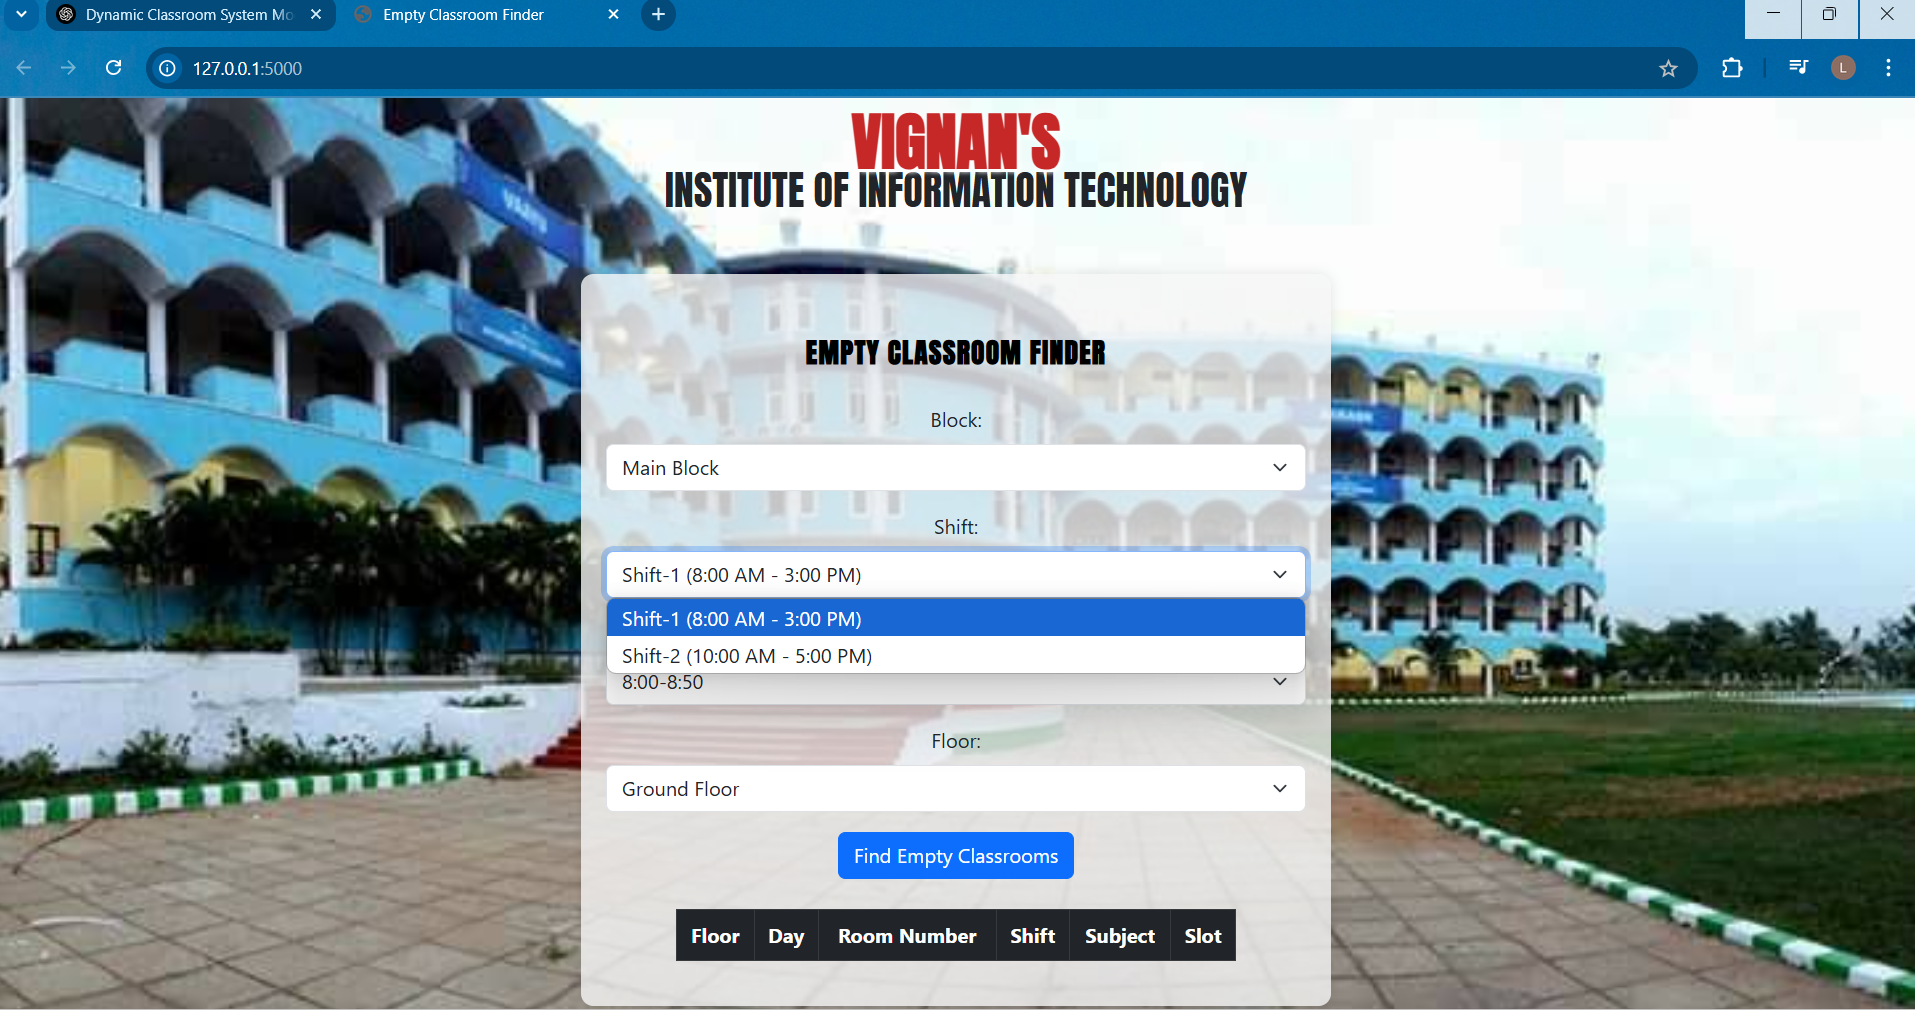 Dynamic Classroom System Mo
Empty Classroom Finder
127.0.0.1:5000
L
VIGNAN'S
INSTITUTE OF INFORMATION TECHNOLOGY
EMPTY CLASSROOM FINDER
Block:
Main Block
Shift:
Shift-1 (8:00 AM - 3:00 PM)
Shift-1 (8:00 AM - 3:00 PM)
Shift-2 (10:00 AM - 5:00 PM)
8:00-8:50
Floor:
Ground Floor
Find Empty Classrooms
Floor Day Room Number Shift Subject Slot